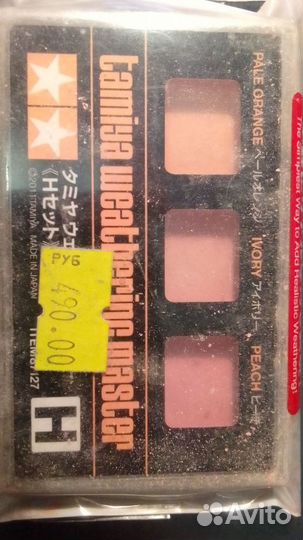 tamiya weathering master
PALE ORANGE ペールオレンジ
IVORY アイボリー
PEACH ピーチ
The Simplest Way to Add Realistic Weathering!
タミヤ ウェ
《Hセット》
©2011 TAMIYA MADE IN JAPAN
ITEM 87127
H
РУБ
490.00
Avito